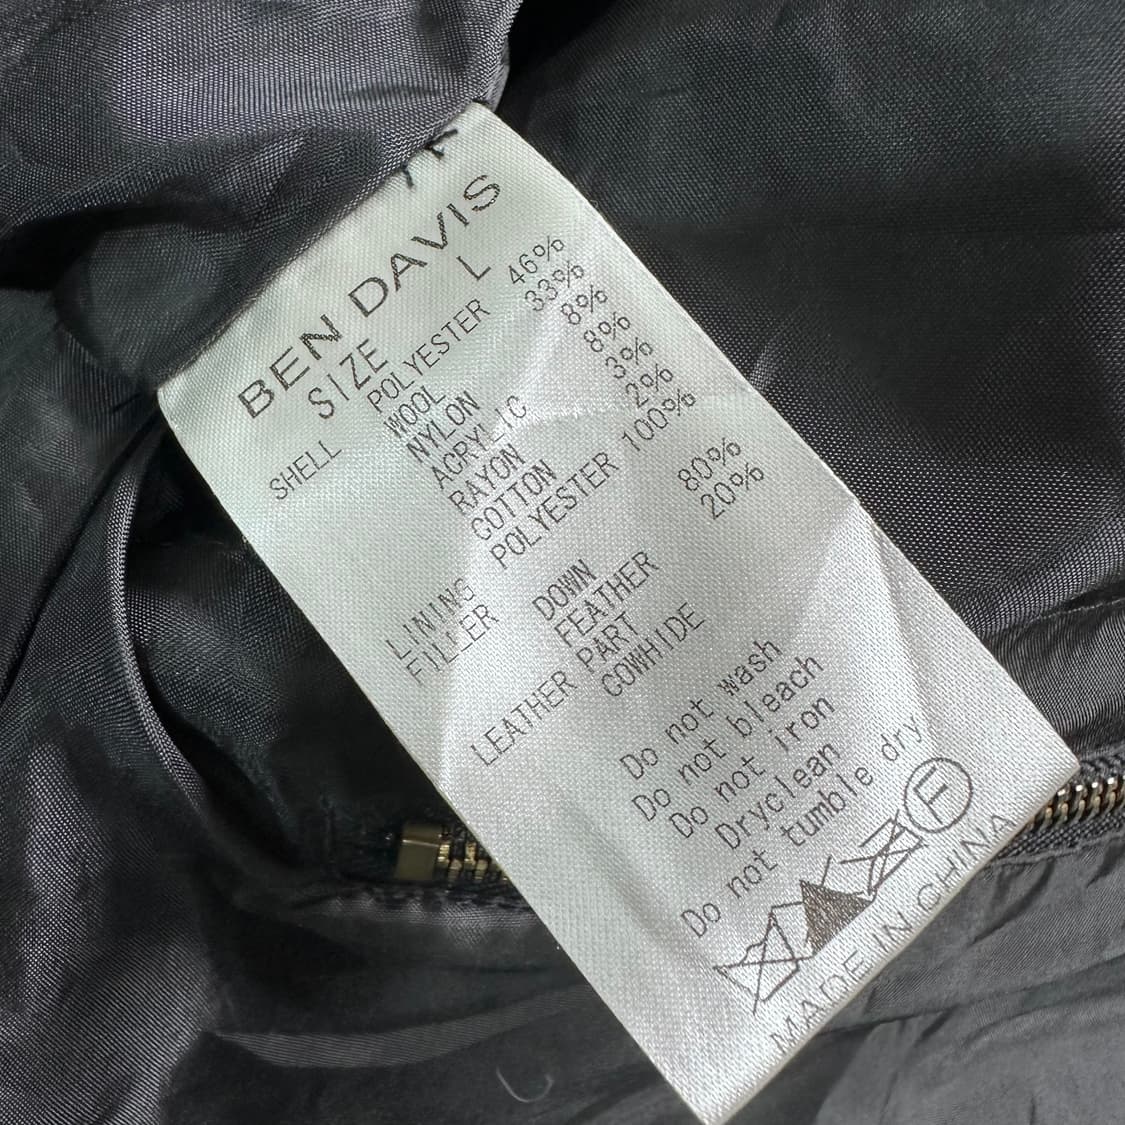 BEN DAVIS
SIZE L
SHELL POLYESTER 46%
WOOL 33%
NYLON 8%
ACRYLIC 8%
RAYON 3%
COTTON 2%
LINING POLYESTER 100%
FILLER DOWN 80%
FEATHER 20%
LEATHER PART
COWHIDE
Do not wash
Do not bleach
Do not iron
Dryclean
Do not tumble dry
F
MADE IN CHINA